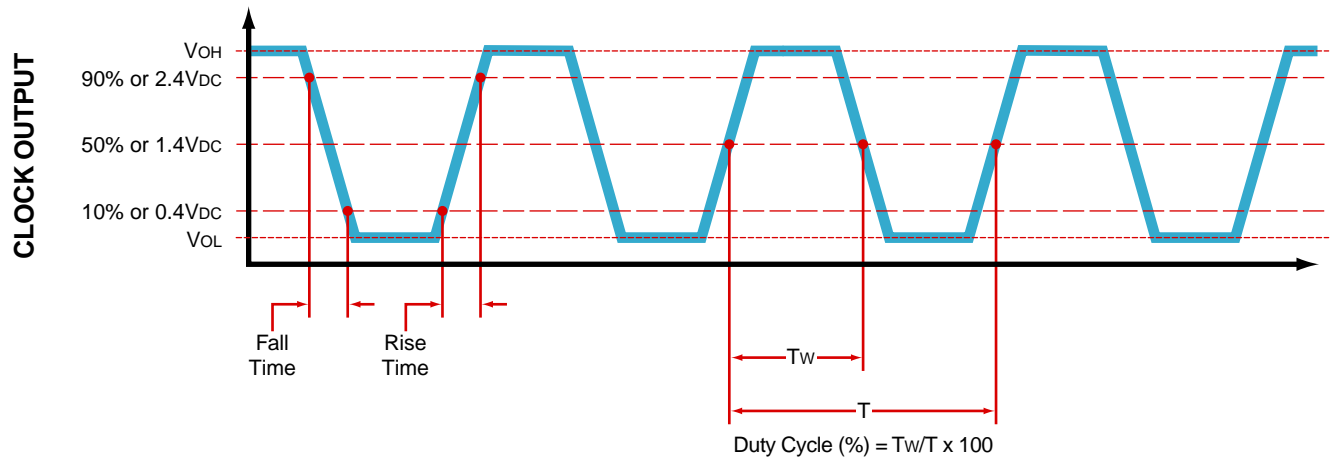 CLOCK OUTPUT
VOH
90% or 2.4VDC
50% or 1.4VDC
10% or 0.4VDC
VOL
Fall
Time
Rise
Time
TW
T
Duty Cycle (%) = TW/T x 100